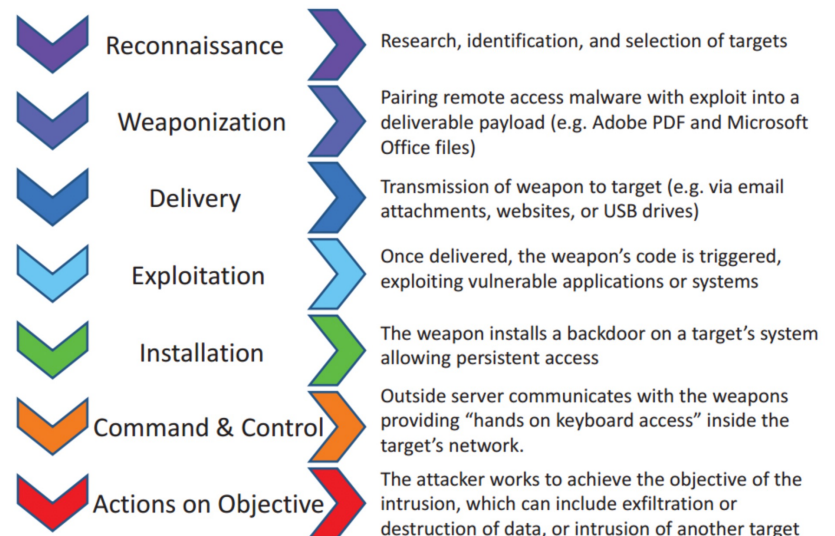 Reconnaissance
Research, identification, and selection of targets
Weaponization
Pairing remote access malware with exploit into a
deliverable payload (e.g. Adobe PDF and Microsoft
Office files)
Delivery
Transmission of weapon to target (e.g. via email
attachments, websites, or USB drives)
Exploitation
Once delivered, the weapon's code is triggered,
exploiting vulnerable applications or systems
Installation
The weapon installs a backdoor on a target's system
allowing persistent access
Command & Control
Outside server communicates with the weapons
providing “hands on keyboard access” inside the
target's network.
Actions on Objective
The attacker works to achieve the objective of the
intrusion, which can include exfiltration or
destruction of data, or intrusion of another target